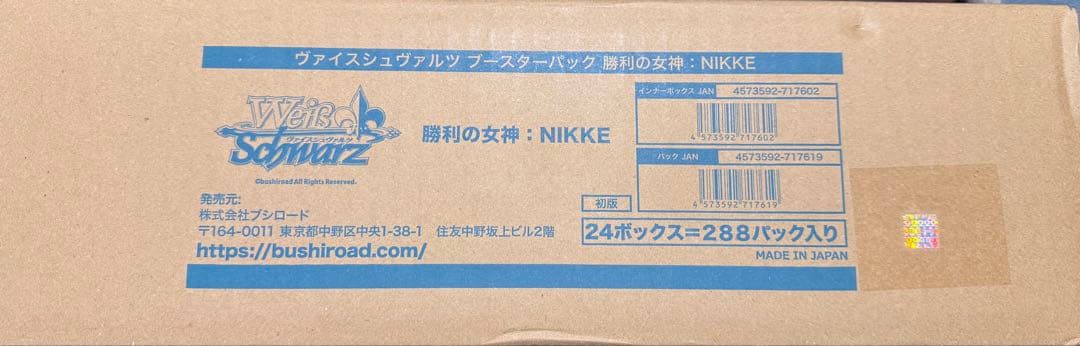 ヴァイスシュヴァルツ ブースターパック 勝利の女神：NIKKE
Weiß
ヴァイスシュヴァルツ
Schwarz
©bushiroad All Rights Reserved.
勝利の女神：NIKKE
インナーボックス JAN 4573592-717602
4 573592 717602
パック JAN 4573592-717619
4 573592 717619
発売元：
株式会社ブシロード
〒164-0011 東京都中野区中央1-38-1 住友中野坂上ビル2階
https://bushiroad.com/
初版
24ボックス=288パック入り
MADE IN JAPAN